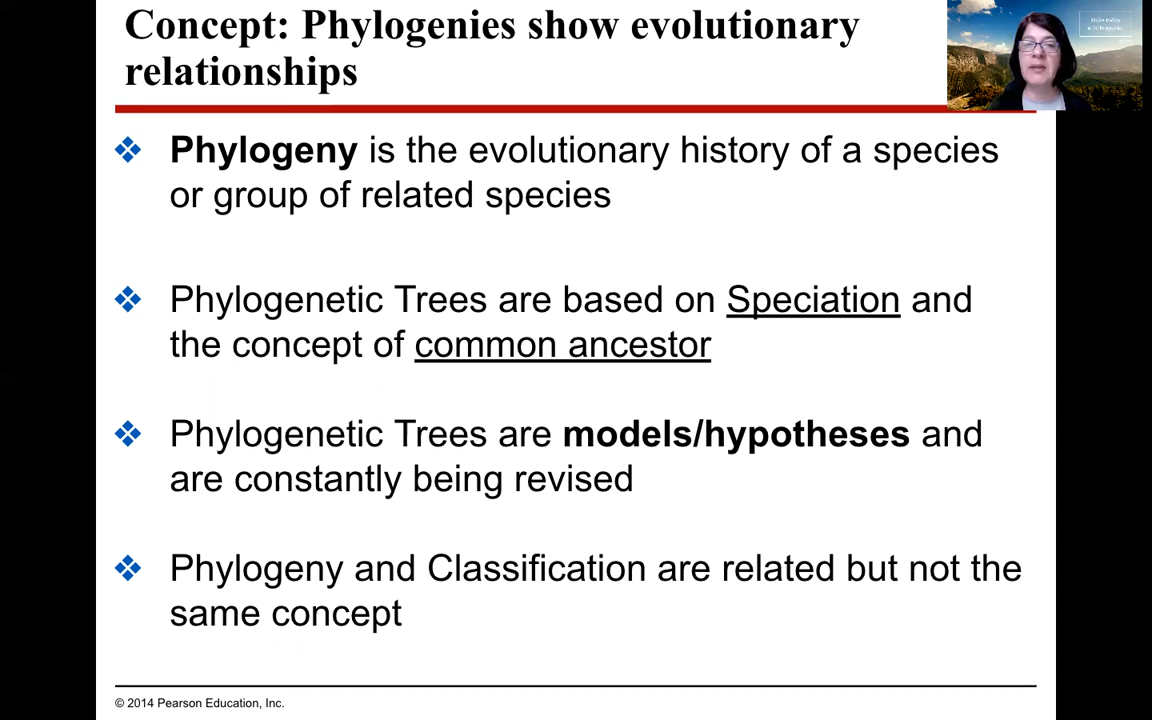 Concept: Phylogenies show evolutionary
relationships
Phylogeny is the evolutionary history of a species
or group of related species
Phylogenetic Trees are based on Speciation and
the concept of common ancestor
Phylogenetic Trees are models/hypotheses and
are constantly being revised
Phylogeny and Classification are related but not the
same concept
© 2014 Pearson Education, Inc.